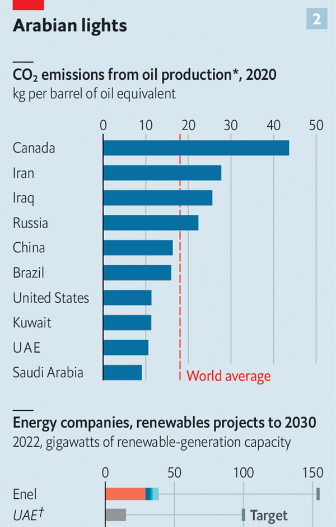 Arabian lights
2
CO₂ emissions from oil production*, 2020
kg per barrel of oil equivalent
0 10 20 30 40 50
Canada
Iran
Iraq
Russia
China
Brazil
United States
Kuwait
UAE
Saudi Arabia
World average
Energy companies, renewables projects to 2030
2022, gigawatts of renewable-generation capacity
0 50 100 150
Enel
UAE† Target